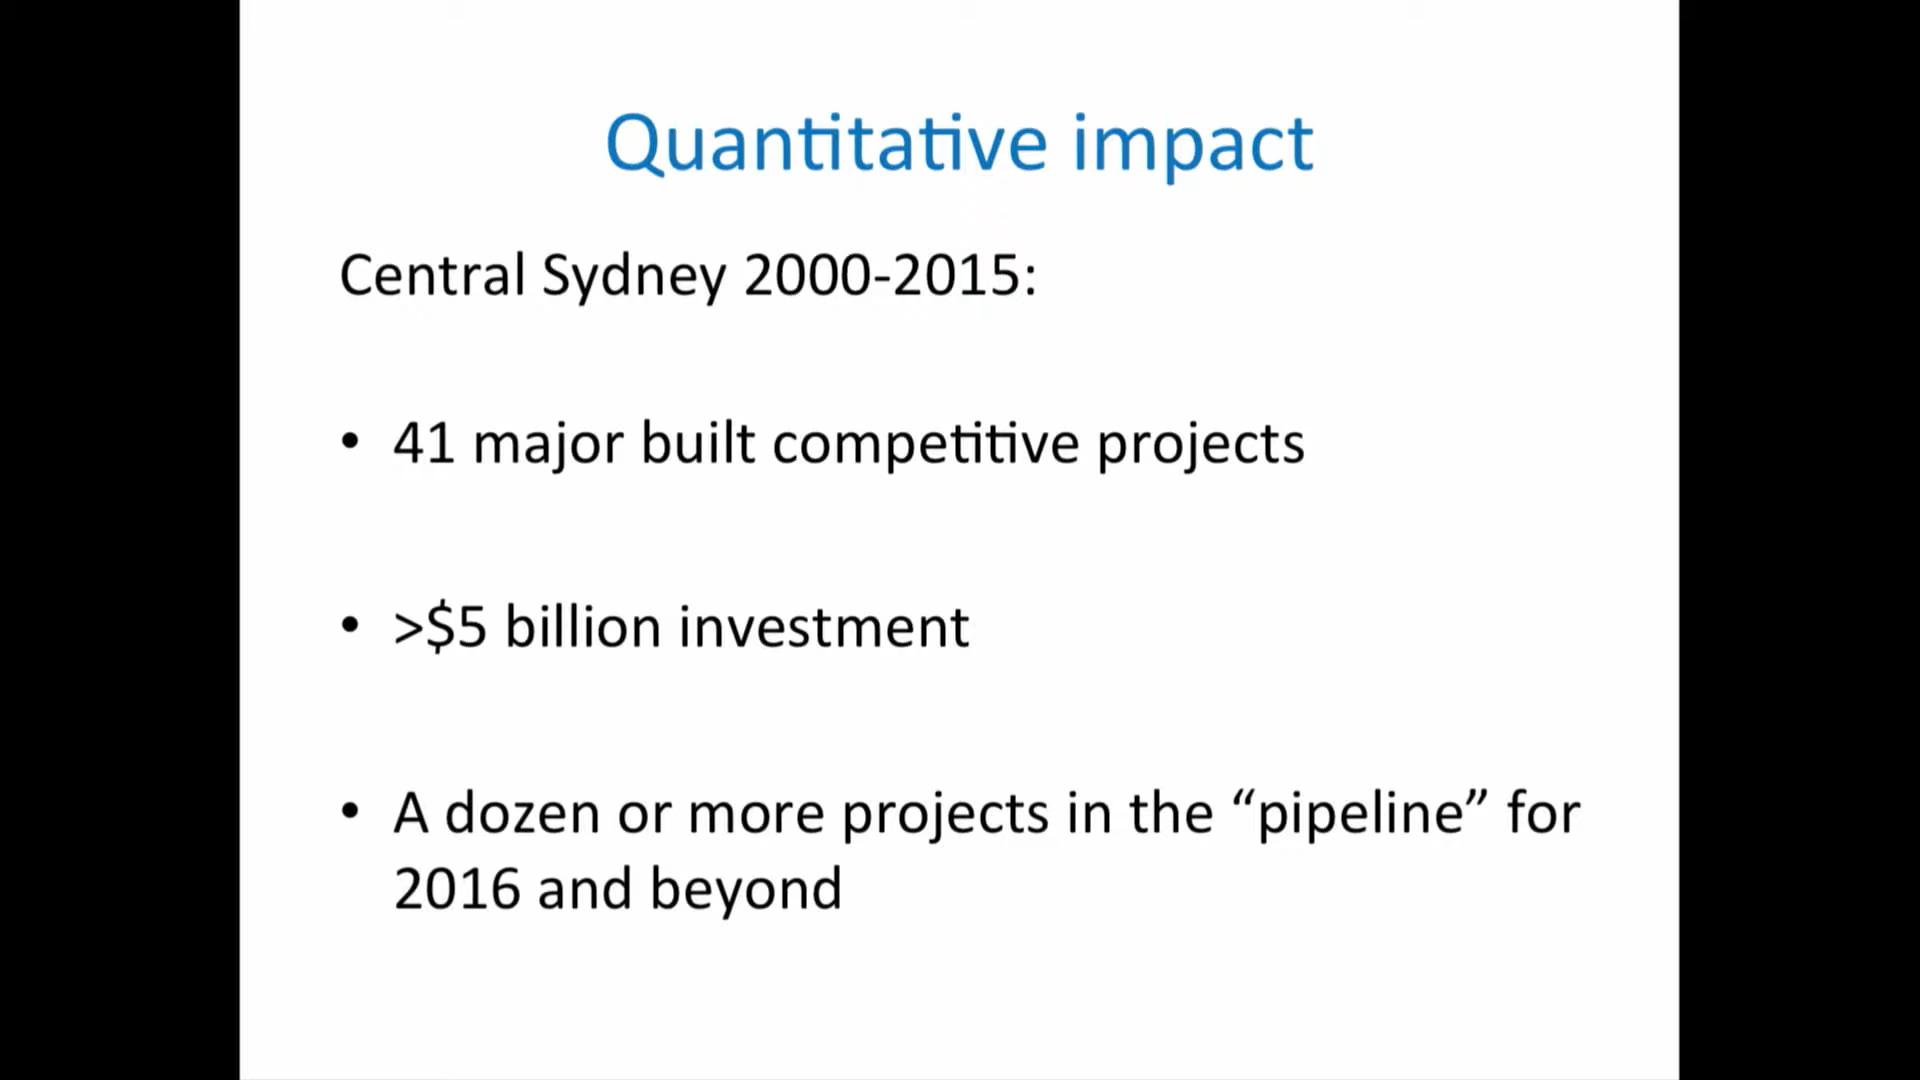 Quantitative impact
Central Sydney 2000-2015:
• 41 major built competitive projects
• >$5 billion investment
• A dozen or more projects in the “pipeline” for
2016 and beyond